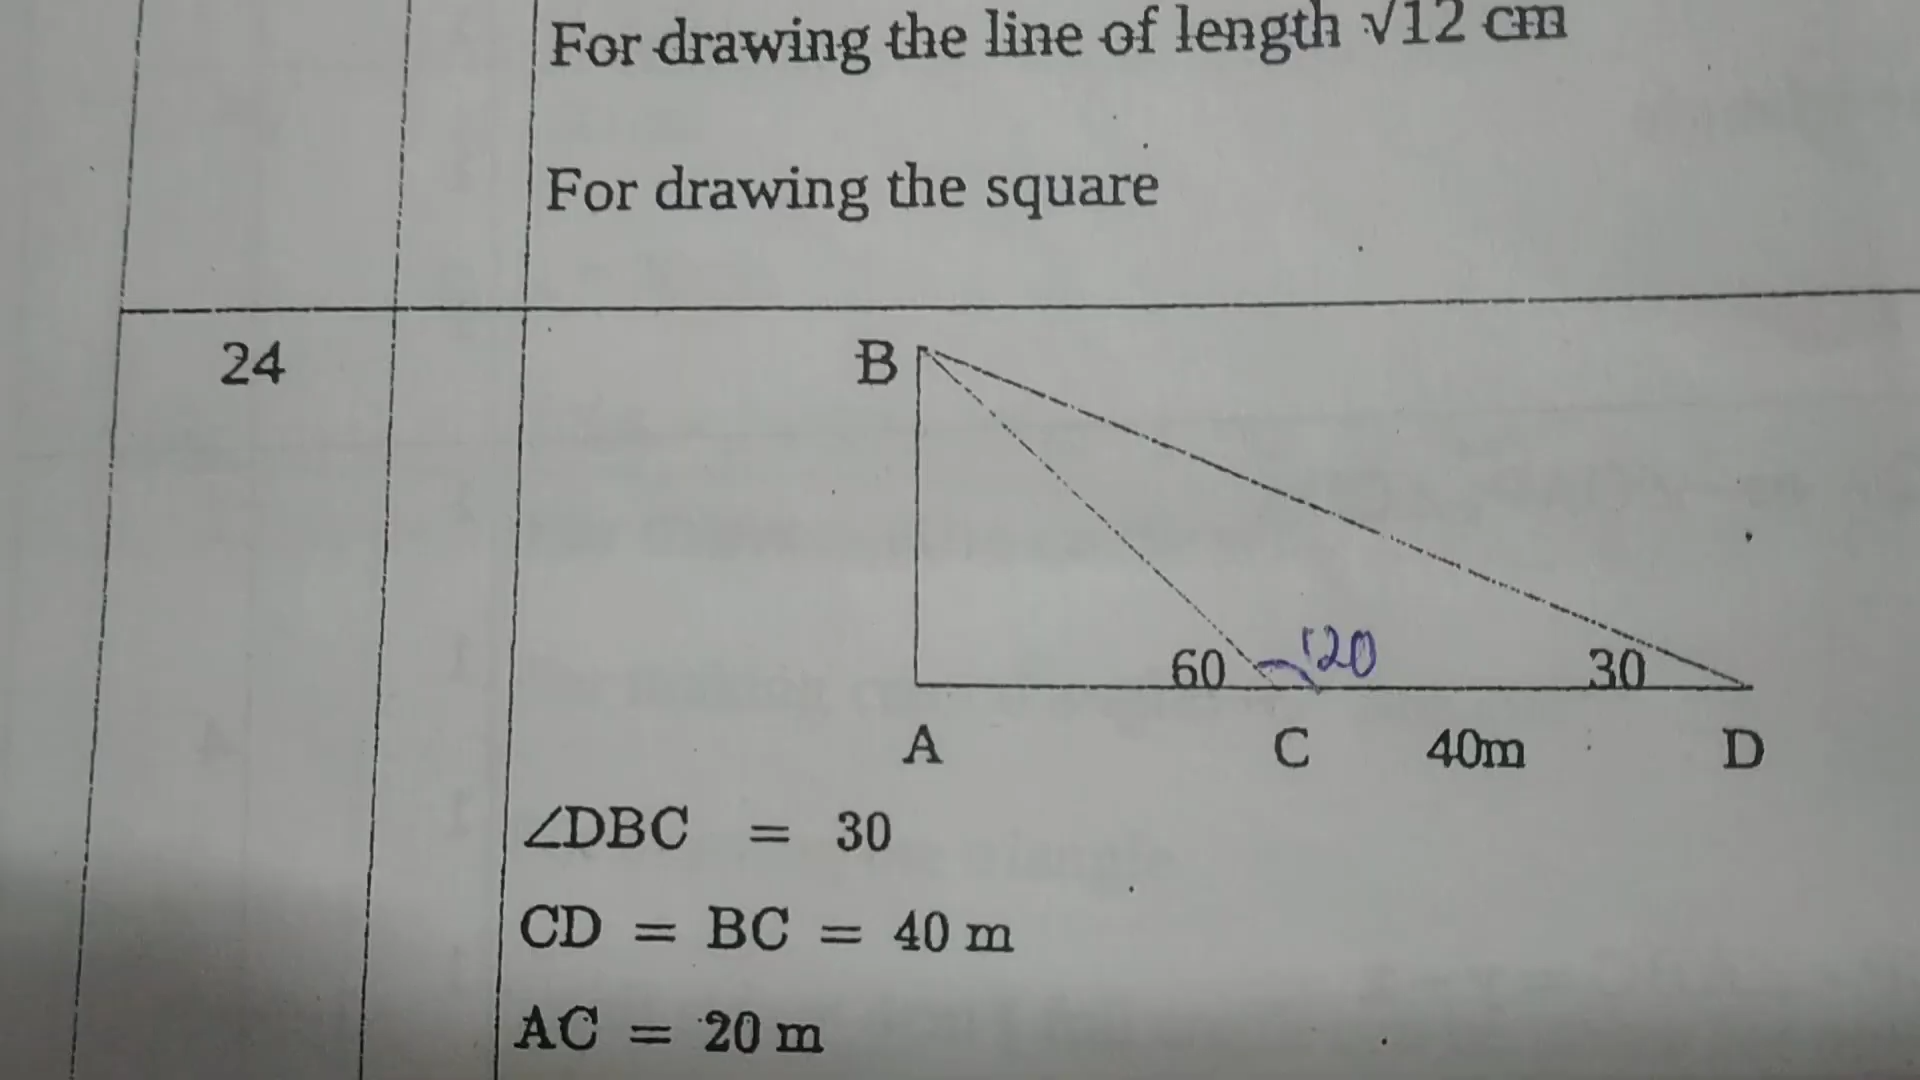 For drawing the line of length √12 cm
For drawing the square
24
B
60 120 30
A C 40m D
∠DBC = 30
CD = BC = 40 m
AC = 20 m